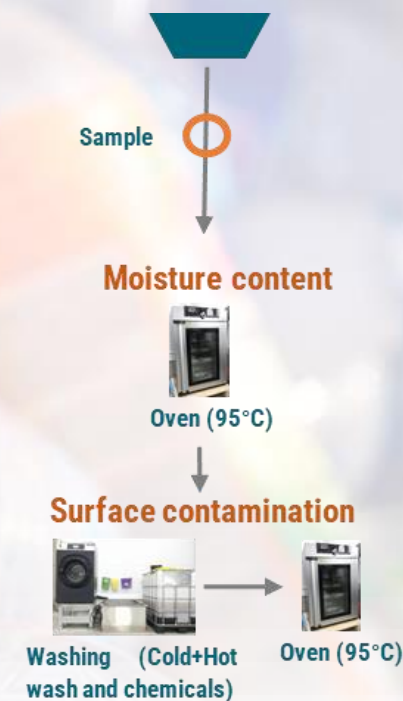 Sample
Moisture content
Oven (95°C)
Surface contamination
Washing (Cold+Hot
wash and chemicals)
Oven (95°C)